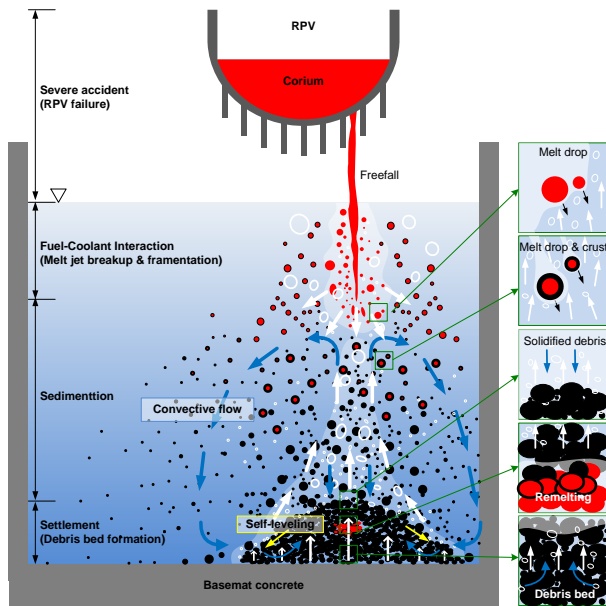 RPV
Corium
Severe accident
(RPV failure)
Freefall
Melt drop
Fuel-Coolant Interaction
(Melt jet breakup & framentation)
Melt drop & crust
Solidified debris
Sedimenttion
Convective flow
Remelting
Settlement
(Debris bed formation)
Self-leveling
Debris bed
Basemat concrete